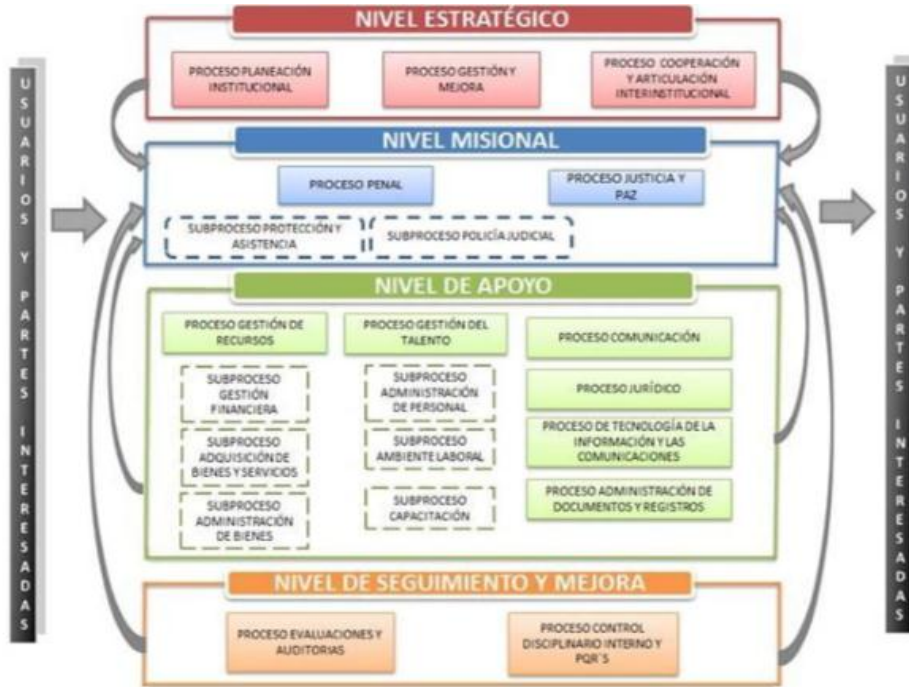 NIVEL ESTRATÉGICO
PROCESO PLANEACIÓN
INSTITUCIONAL
PROCESO GESTIÓN Y
MEJORA
PROCESO COOPERACIÓN
Y ARTICULACIÓN
INTERINSTITUCIONAL
USUARIOS Y PARTES INTERESADAS
NIVEL MISIONAL
PROCESO PENAL
PROCESO JUSTICIA Y
PAZ
SUBPROCESO PROTECCIÓN Y
ASISTENCIA
SUBPROCESO POLICÍA JUDICIAL
NIVEL DE APOYO
PROCESO GESTIÓN DE
RECURSOS
SUBPROCESO
GESTIÓN
FINANCIERA
SUBPROCESO
ADQUISICIÓN DE
BIENES Y SERVICIOS
SUBPROCESO
ADMINISTRACIÓN
DE BIENES
PROCESO GESTIÓN DEL
TALENTO
SUBPROCESO
ADMINISTRACIÓN
DE PERSONAL
SUBPROCESO
AMBIENTE LABORAL
SUBPROCESO
CAPACITACIÓN
PROCESO COMUNICACIÓN
PROCESO JURÍDICO
PROCESO DE TECNOLOGÍA DE LA
INFORMACIÓN Y LAS
COMUNICACIONES
PROCESO ADMINISTRACIÓN DE
DOCUMENTOS Y REGISTROS
NIVEL DE SEGUIMIENTO Y MEJORA
PROCESO EVALUACIONES Y
AUDITORIAS
PROCESO CONTROL
DISCIPLINARIO INTERNO Y
PQR´S
USUARIOS Y PARTES INTERESADAS